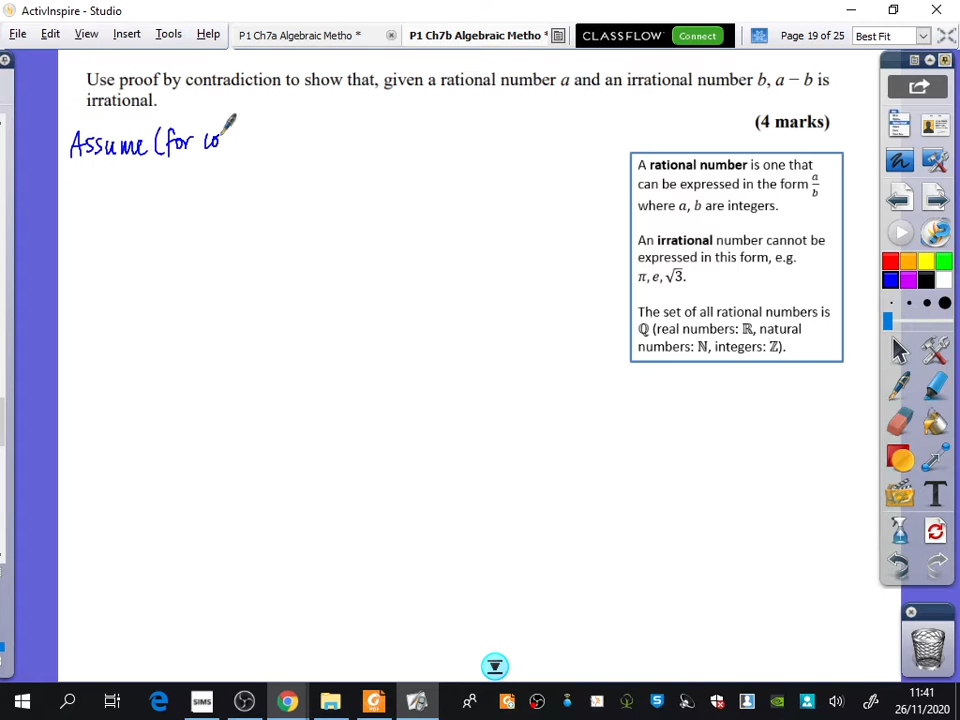 ActivInspire - Studio
File Edit View Insert Tools Help
P1 Ch7a Algebraic Metho *
P1 Ch7b Algebraic Metho *
CLASSFLOW Connect
Page 19 of 25
Best Fit
Use proof by contradiction to show that, given a rational number a and an irrational number b, a − b is
irrational.
(4 marks)
Assume (for co
A rational number is one that
can be expressed in the form a/b
where a, b are integers.
An irrational number cannot be
expressed in this form, e.g.
π, e, √3.
The set of all rational numbers is
ℚ (real numbers: ℝ, natural
numbers: ℕ, integers: ℤ).
T
SIMS
11:41
26/11/2020